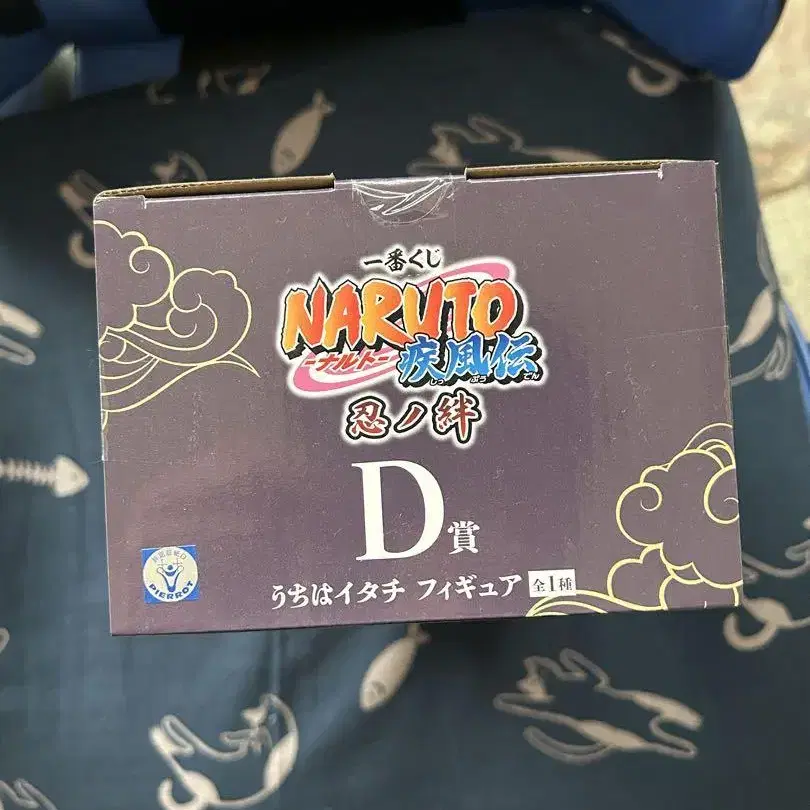 一番くじ
NARUTO
-ナルト-
疾風伝
しっ ぷう でん
忍ノ絆
D賞
うちはイタチ フィギュア 全1種
PIERROT